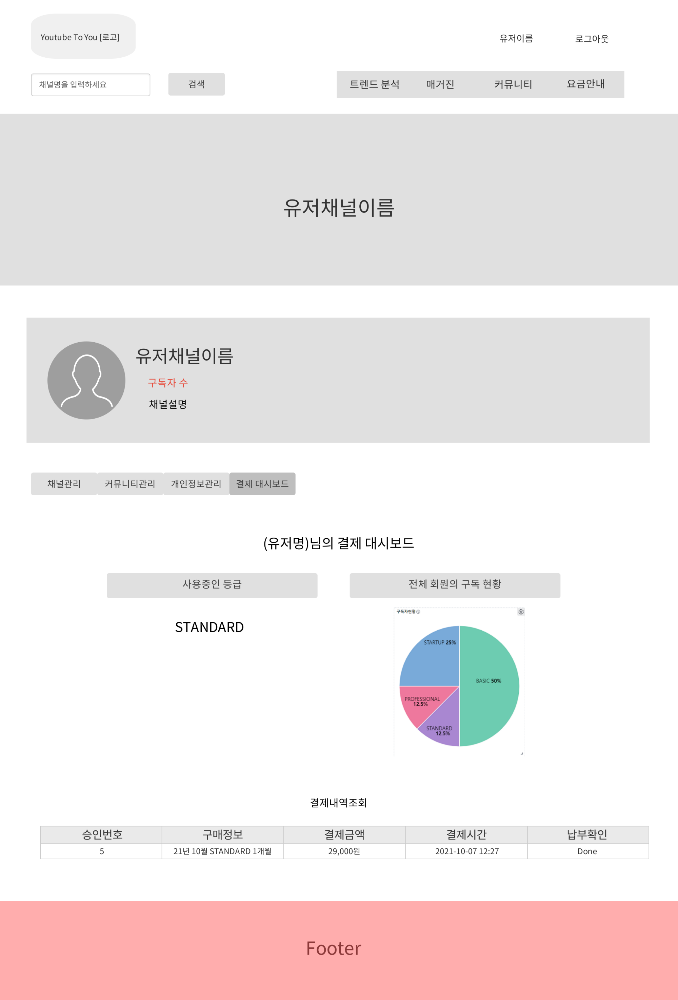 Youtube To You [로고]
유저이름
로그아웃
채널명을 입력하세요
검색
트렌드 분석
매거진
커뮤니티
요금안내
유저채널이름
유저채널이름
구독자 수
채널설명
채널관리
커뮤니티관리
개인정보관리
결제 대시보드
(유저명)님의 결제 대시보드
사용중인 등급
전체 회원의 구독 현황
STANDARD
구독자현황
STARTUP 25%
BASIC 50%
PROFESSIONAL
12.5%
STANDARD
12.5%
결제내역조회
승인번호 구매정보 결제금액 결제시간 납부확인
5 21년 10월 STANDARD 1개월 29,000원 2021-10-07 12:27 Done
Footer